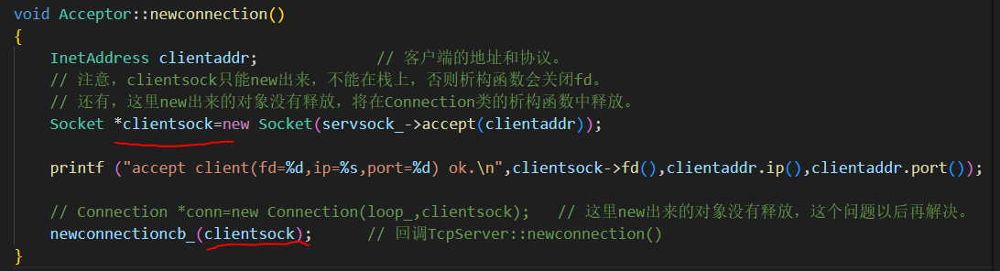 void Acceptor::newconnection()
{
    InetAddress clientaddr;             // 客户端的地址和协议。
    // 注意，clientsock只能new出来，不能在栈上，否则析构函数会关闭fd。
    // 还有，这里new出来的对象没有释放，将在Connection类的析构函数中释放。
    Socket *clientsock=new Socket(servsock_->accept(clientaddr));
    printf ("accept client(fd=%d,ip=%s,port=%d) ok.\n",clientsock->fd(),clientaddr.ip(),clientaddr.port());
    // Connection *conn=new Connection(loop_,clientsock);   // 这里new出来的对象没有释放，这个问题以后再解决。
    newconnectioncb_(clientsock);      // 回调TcpServer::newconnection()
}